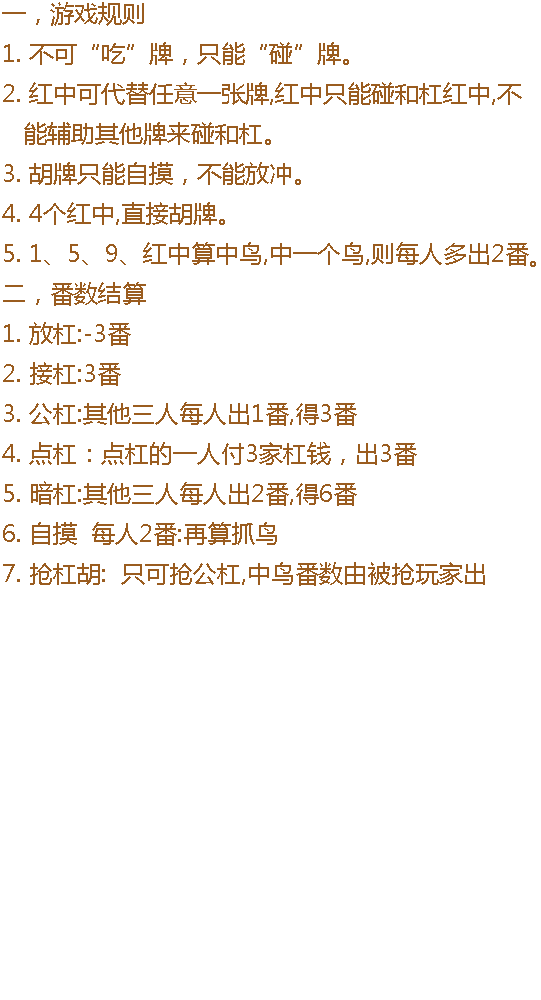 一，游戏规则
1. 不可“吃”牌，只能“碰”牌。
2. 红中可代替任意一张牌,红中只能碰和杠红中,不
能辅助其他牌来碰和杠。
3. 胡牌只能自摸，不能放冲。
4. 4个红中,直接胡牌。
5. 1、5、9、红中算中鸟,中一个鸟,则每人多出2番。
二，番数结算
1. 放杠:-3番
2. 接杠:3番
3. 公杠:其他三人每人出1番,得3番
4. 点杠：点杠的一人付3家杠钱，出3番
5. 暗杠:其他三人每人出2番,得6番
6. 自摸 每人2番:再算抓鸟
7. 抢杠胡: 只可抢公杠,中鸟番数由被抢玩家出